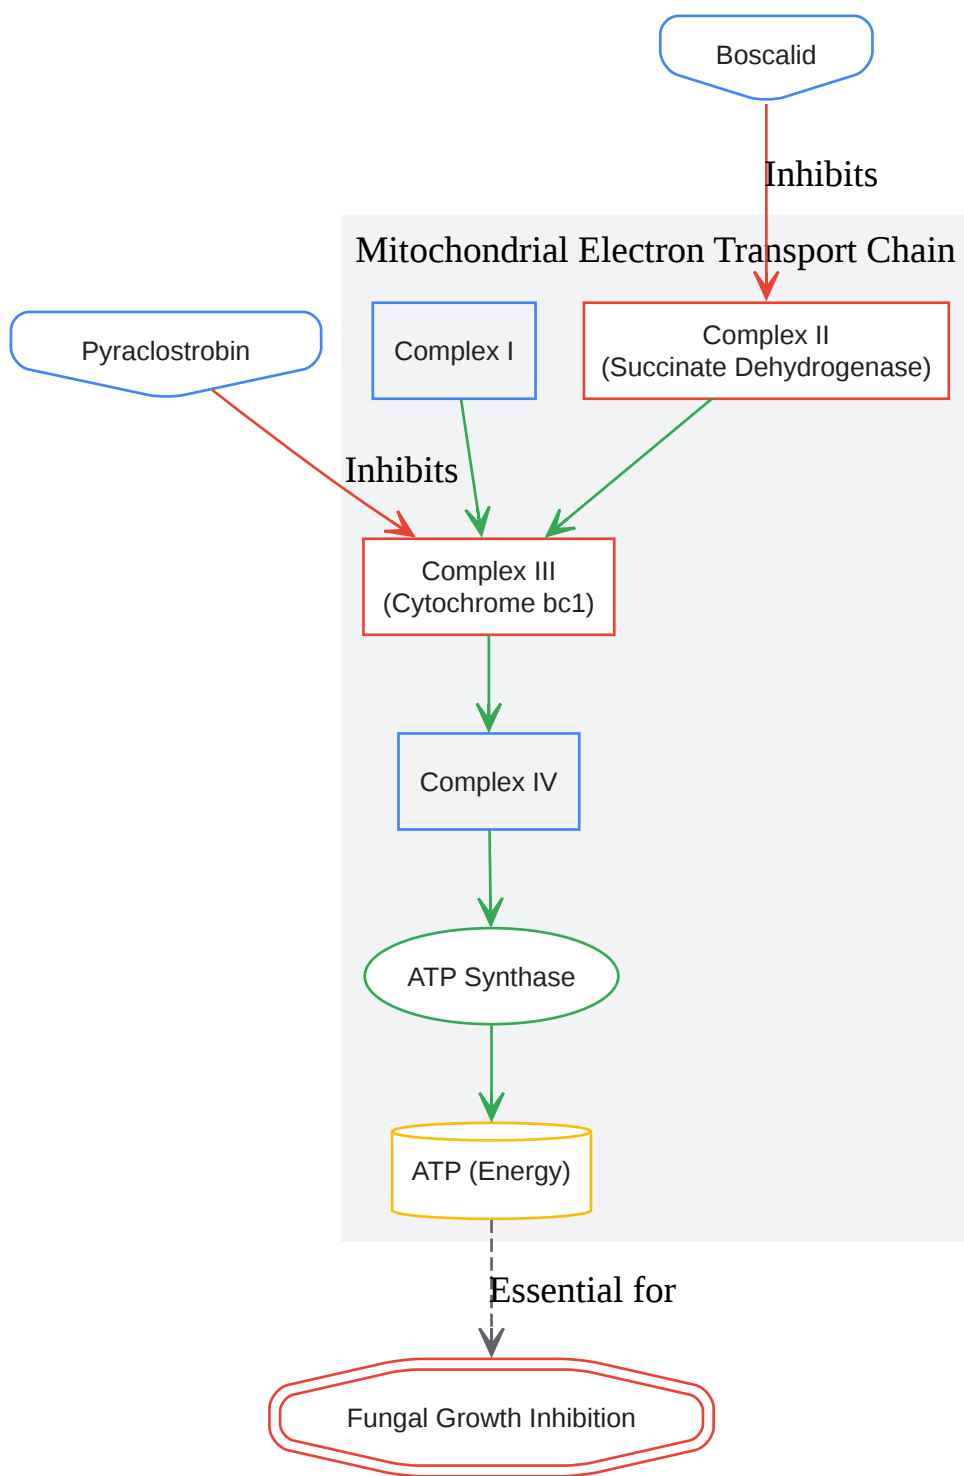 Boscalid
Inhibits
Mitochondrial Electron Transport Chain
Pyraclostrobin
Complex I
Complex II
(Succinate Dehydrogenase)
Inhibits
Complex III
(Cytochrome bc1)
Complex IV
ATP Synthase
ATP (Energy)
Essential for
Fungal Growth Inhibition